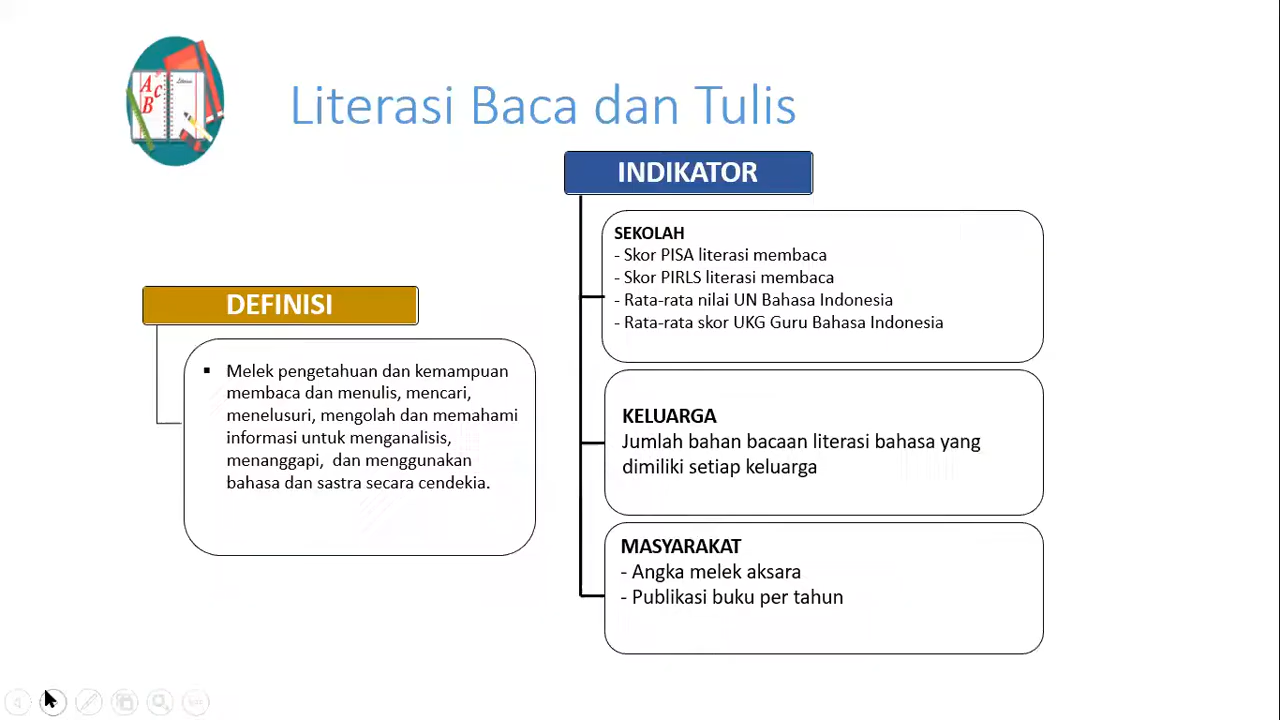 Literasi Baca dan Tulis
DEFINISI
▪ Melek pengetahuan dan kemampuan
membaca dan menulis, mencari,
menelusuri, mengolah dan memahami
informasi untuk menganalisis,
menanggapi, dan menggunakan
bahasa dan sastra secara cendekia.
INDIKATOR
SEKOLAH
- Skor PISA literasi membaca
- Skor PIRLS literasi membaca
- Rata-rata nilai UN Bahasa Indonesia
- Rata-rata skor UKG Guru Bahasa Indonesia
KELUARGA
Jumlah bahan bacaan literasi bahasa yang
dimiliki setiap keluarga
MASYARAKAT
- Angka melek aksara
- Publikasi buku per tahun